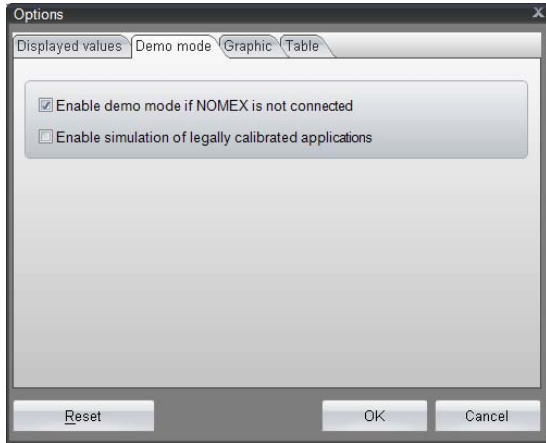 Options
Displayed values Demo mode Graphic Table
Enable demo mode if NOMEX is not connected
Enable simulation of legally calibrated applications
Reset OK Cancel